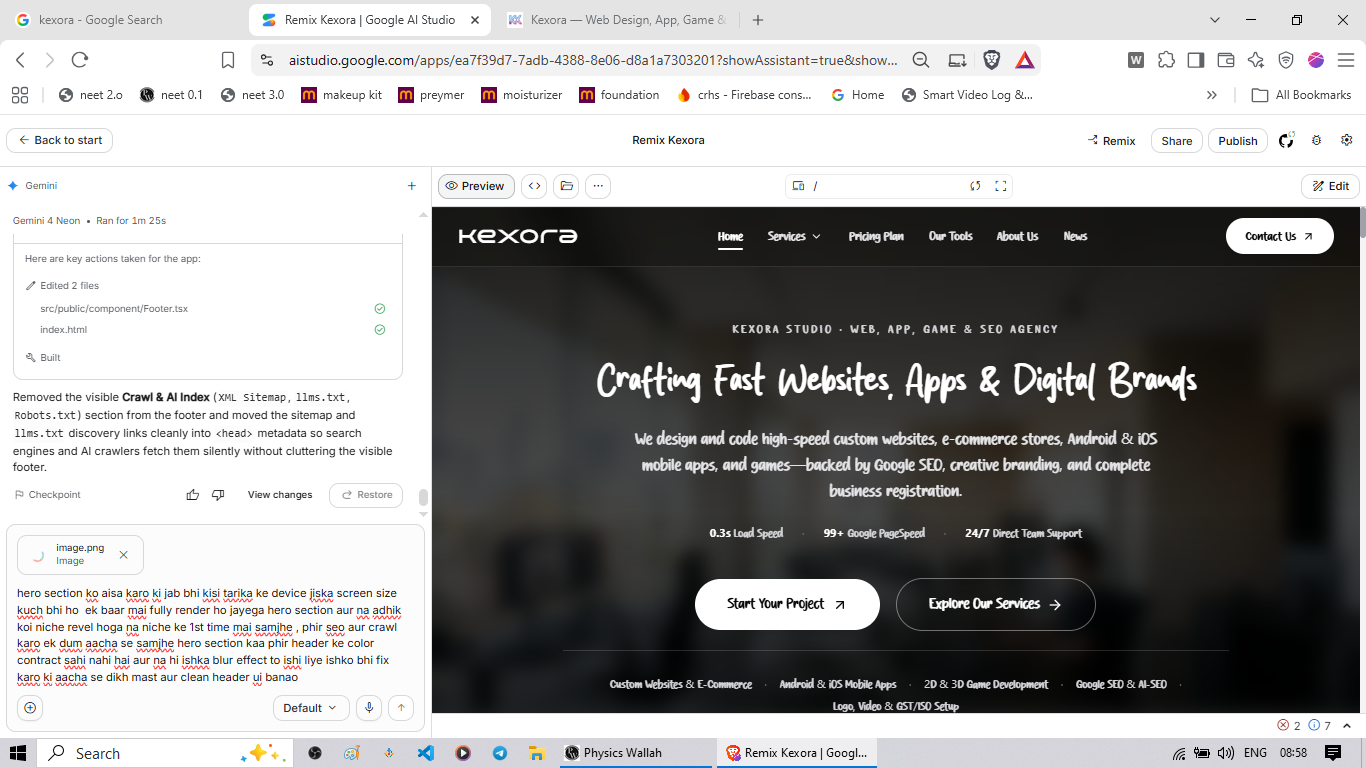 kexora - Google Search
Remix Kexora | Google AI Studio
Kexora — Web Design, App, Game &
aistudio.google.com/apps/ea7f39d7-7adb-4388-8e06-d8a1a7303201?showAssistant=true&show...
W
neet 2.o
neet 0.1
neet 3.0
makeup kit
preymer
moisturizer
foundation
crhs - Firebase cons...
Home
Smart Video Log &...
All Bookmarks
Back to start
Remix Kexora
Remix
Share
Publish
Gemini
Preview
/
Edit
Gemini 4 Neon • Ran for 1m 25s
Here are key actions taken for the app:
Edited 2 files
src/public/component/Footer.tsx
index.html
Built
Removed the visible Crawl & AI Index (XML Sitemap, llms.txt,
Robots.txt) section from the footer and moved the sitemap and
llms.txt discovery links cleanly into <head> metadata so search
engines and AI crawlers fetch them silently without cluttering the visible
footer.
Checkpoint
View changes
Restore
image.png
Image
hero section ko aisa karo ki jab bhi kisi tarika ke device jiska screen size
kuch bhi ho ek baar mai fully render ho jayega hero section aur na adhik
koi niche revel hoga na niche ke 1st time mai samjhe , phir seo aur crawl
karo ek dum aacha se samjhe hero section kaa phir header ke color
contract sahi nahi hai aur na hi ishka blur effect to ishi liye ishko bhi fix
karo ki aacha se dikh mast aur clean header ui banao
Default
kexora
Home
Services
Pricing Plan
Our Tools
About Us
News
Contact Us
KEXORA STUDIO · WEB, APP, GAME & SEO AGENCY
Crafting Fast Websites, Apps & Digital Brands
We design and code high-speed custom websites, e-commerce stores, Android & iOS
mobile apps, and games—backed by Google SEO, creative branding, and complete
business registration.
0.3s Load Speed · 99+ Google PageSpeed · 24/7 Direct Team Support
Start Your Project
Explore Our Services
Custom Websites & E-Commerce · Android & iOS Mobile Apps · 2D & 3D Game Development · Google SEO & AI-SEO ·
Logo, Video & GST/ISO Setup
2
7
Search
Physics Wallah
Remix Kexora | Googl...
ENG
08:58